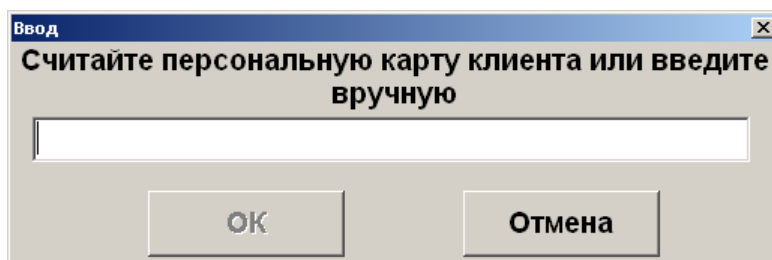 Ввод
Считайте персональную карту клиента или введите
вручную
ОК
Отмена